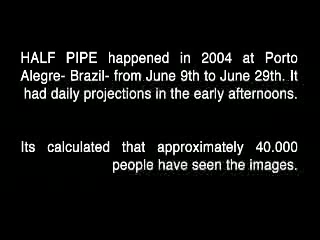 HALF PIPE happened in 2004 at Porto
Alegre- Brazil- from June 9th to June 29th. It
had daily projections in the early afternoons.
Its calculated that approximately 40.000
people have seen the images.